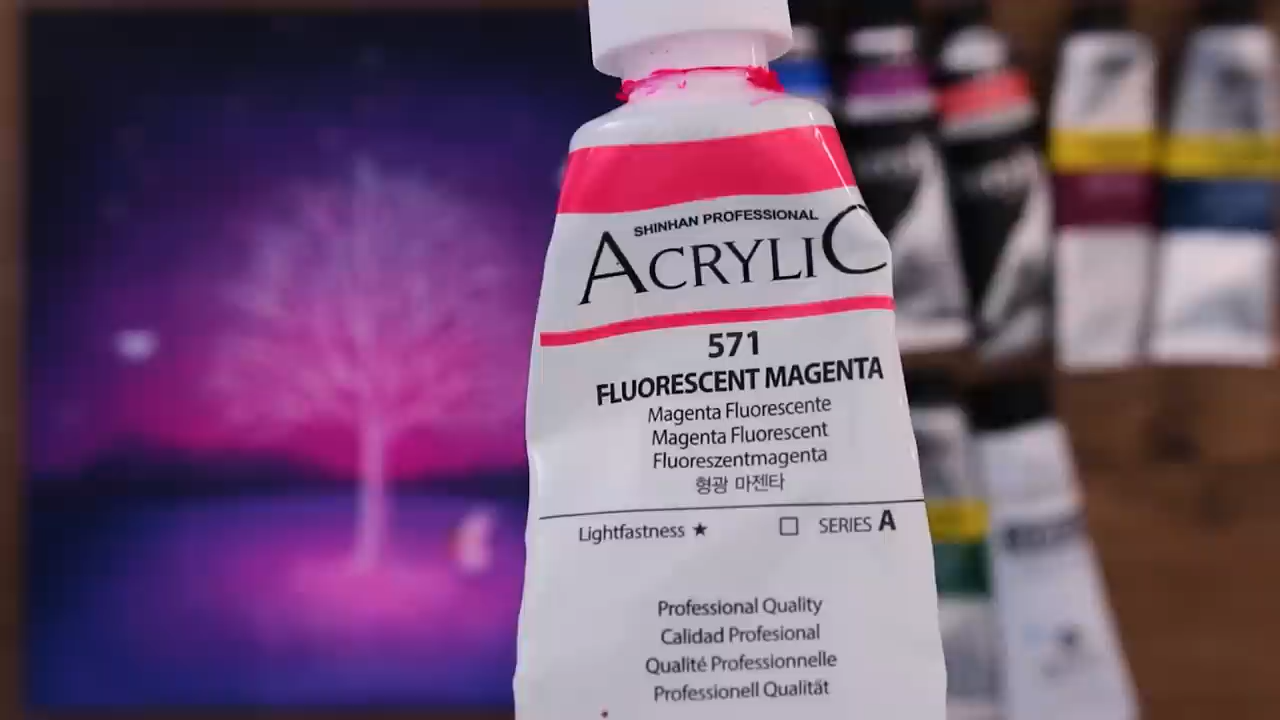 SHINHAN PROFESSIONAL
ACRYLIC
571
FLUORESCENT MAGENTA
Magenta Fluorescente
Magenta Fluorescent
Fluoreszentmagenta
형광 마젠타
Lightfastness ★ □ SERIES A
Professional Quality
Calidad Profesional
Qualité Professionnelle
Professionell Qualität